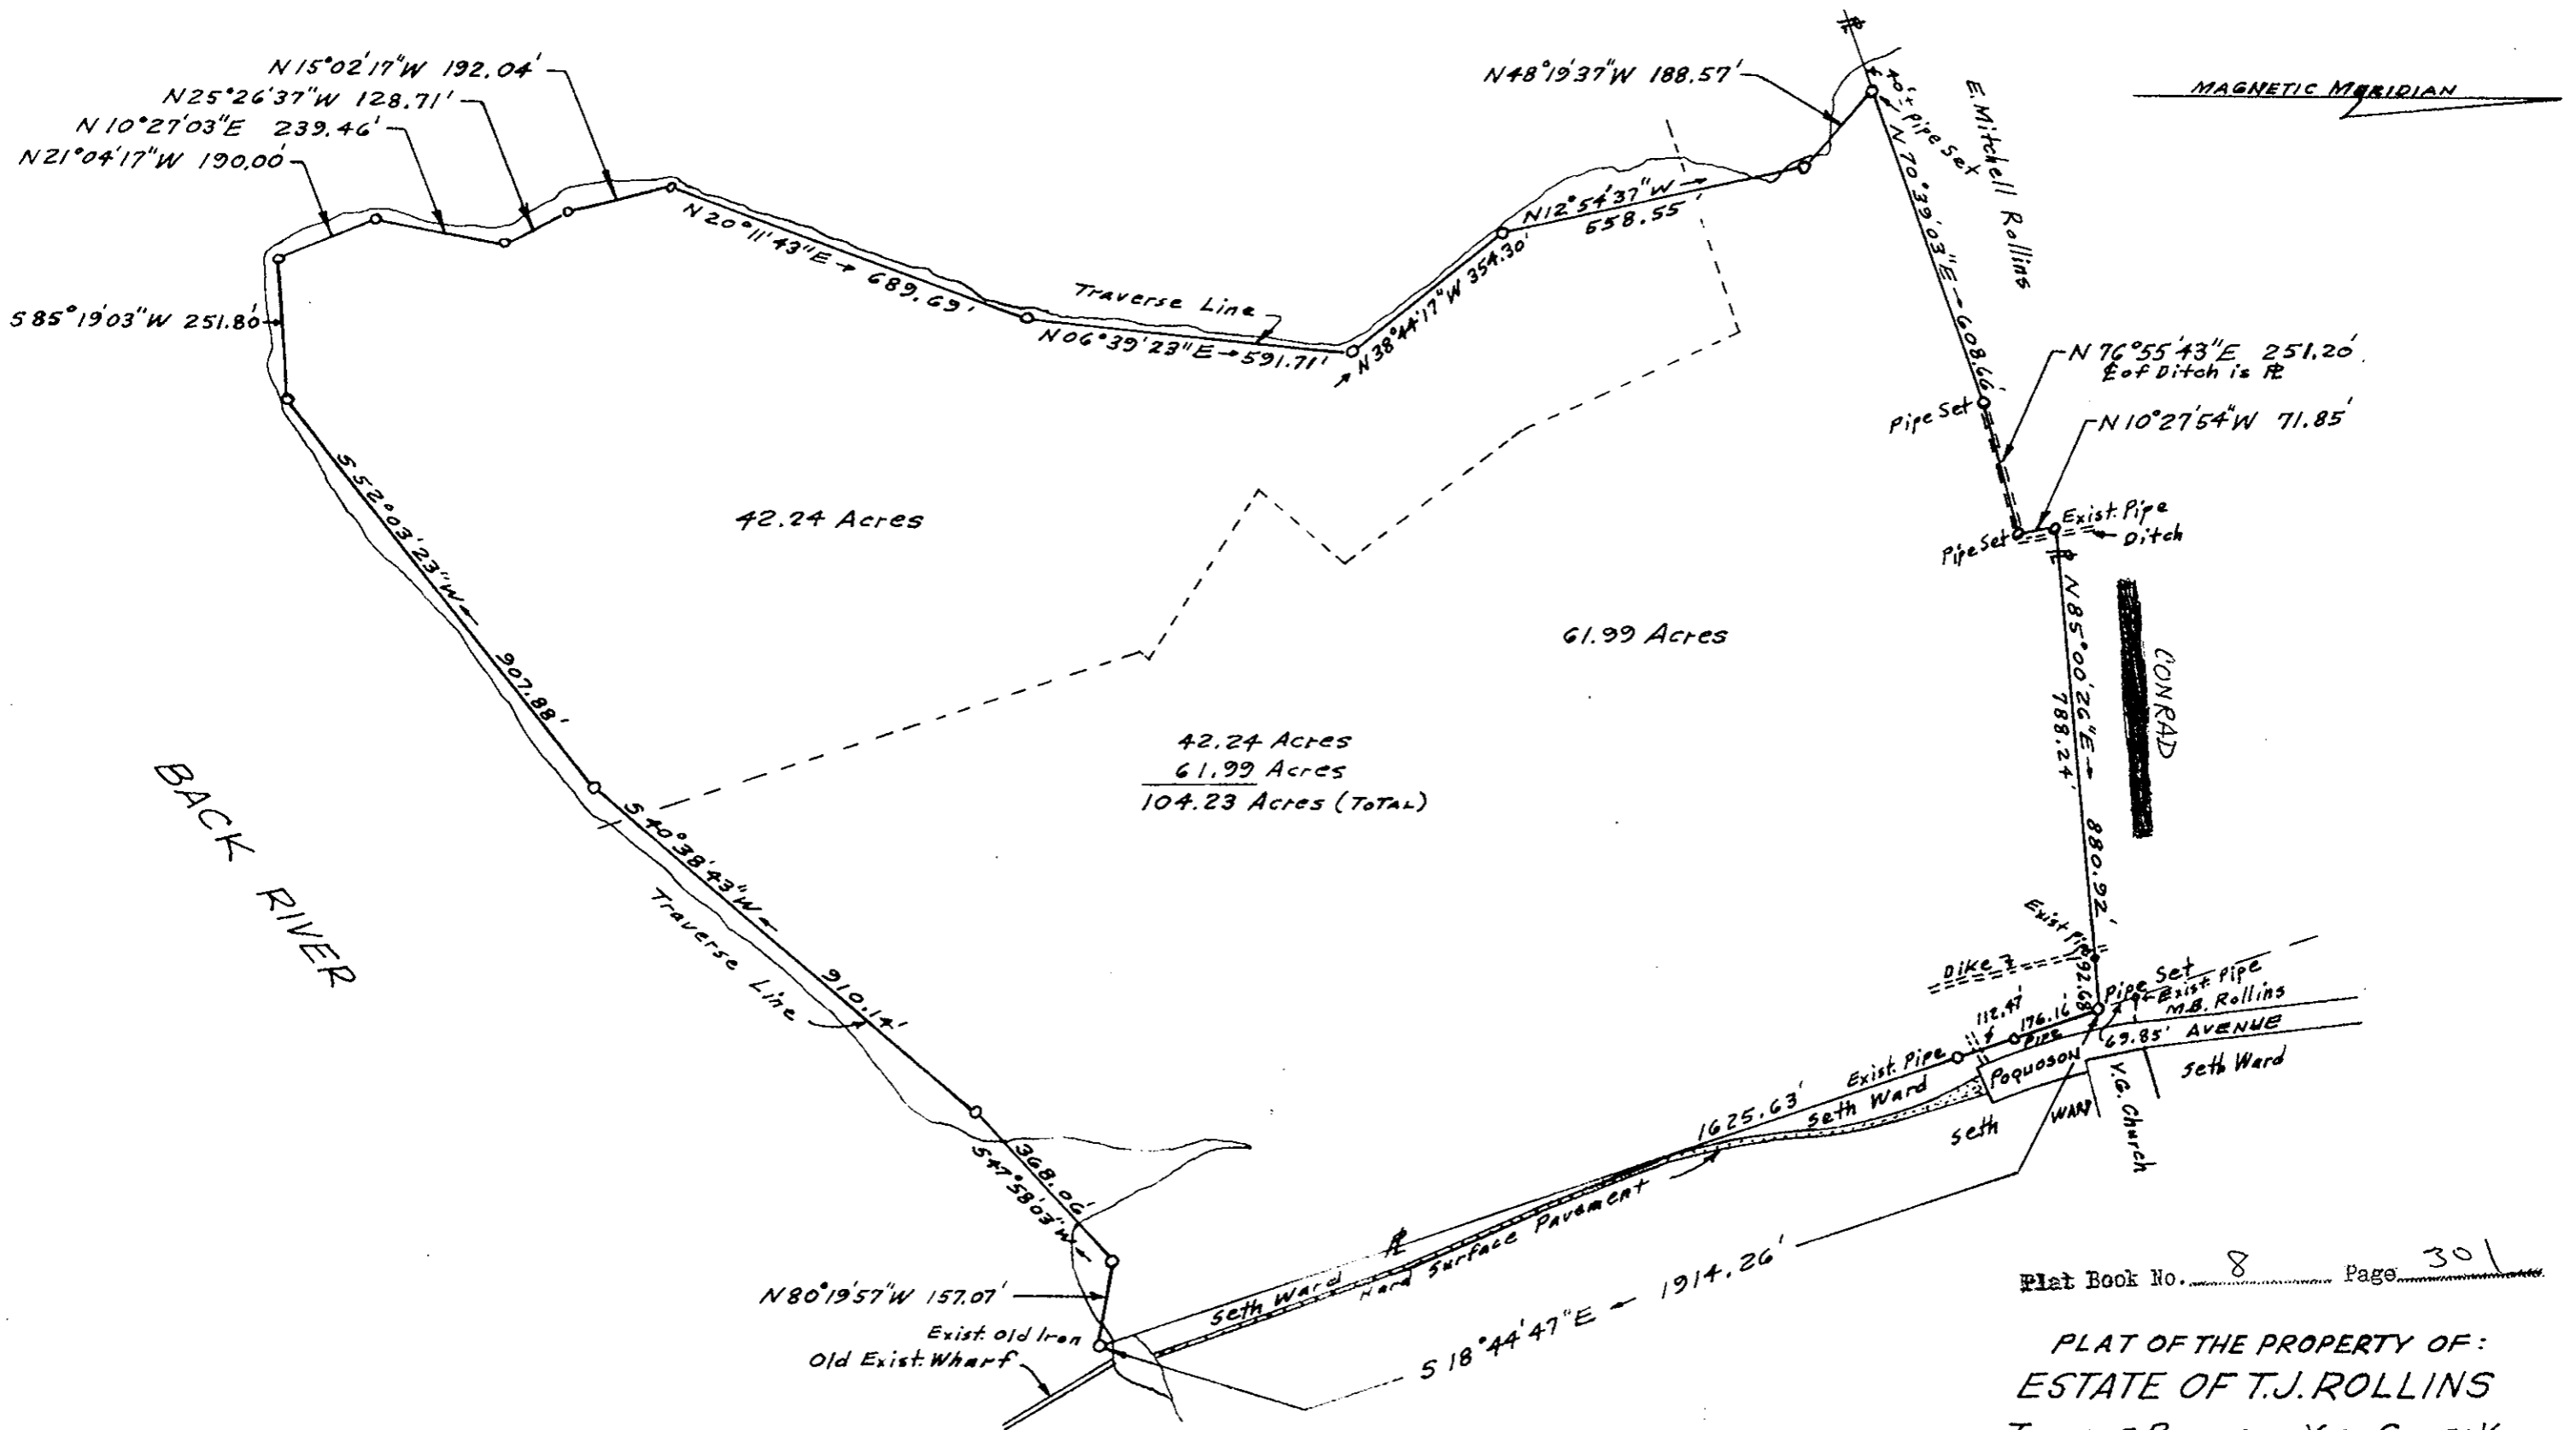 N15°02'17"W 192.04'
N25°26'37"W 128.71'
N10°27'03"E 239.46'
N21°04'17"W 190.00'
S85°19'03"W 251.80'
N20°11'43"E → 689.69'
Traverse Line
N06°39'23"E → 591.71'
N38°44'17"W 354.30'
N12°54'37"W →
658.55'
N48°19'37"W 188.57'
40'± Pipe Set
E. Mitchell Rollins
MAGNETIC MERIDIAN
N70°39'03"E → 608.66'
Pipe Set
N76°55'43"E 251.20'
℄ of Ditch is ⅊
N10°27'54"W 71.85'
Pipe Set
Exist. Pipe
Ditch
N85°00'26"E →
788.24'
880.92'
CONRAD
42.24 Acres
61.99 Acres
42.24 Acres
61.99 Acres
104.23 Acres (TOTAL)
S52°03'23"W ←
907.88'
BACK RIVER
S40°38'43"W ←
910.14'
Traverse Line
368.06'
S47°58'03"W ←
N80°19'57"W 157.07'
Exist. Old Iron
Old Exist. Wharf
Exist Pipe
Dike
92.68'
Pipe Set
Exist. Pipe
M.B. Rollins
69.85' AVENUE
Seth Ward
112.47'
176.16'
Pipe
Exist. Pipe
Poquoson
Seth Ward
1625.63'
Seth WARD
Y.G. Church
⅊
Seth Ward
Hard Surface Pavement
S18°44'47"E ← 1914.26'
Plat Book No. 8 Page 301
PLAT OF THE PROPERTY OF:
ESTATE OF T.J. ROLLINS